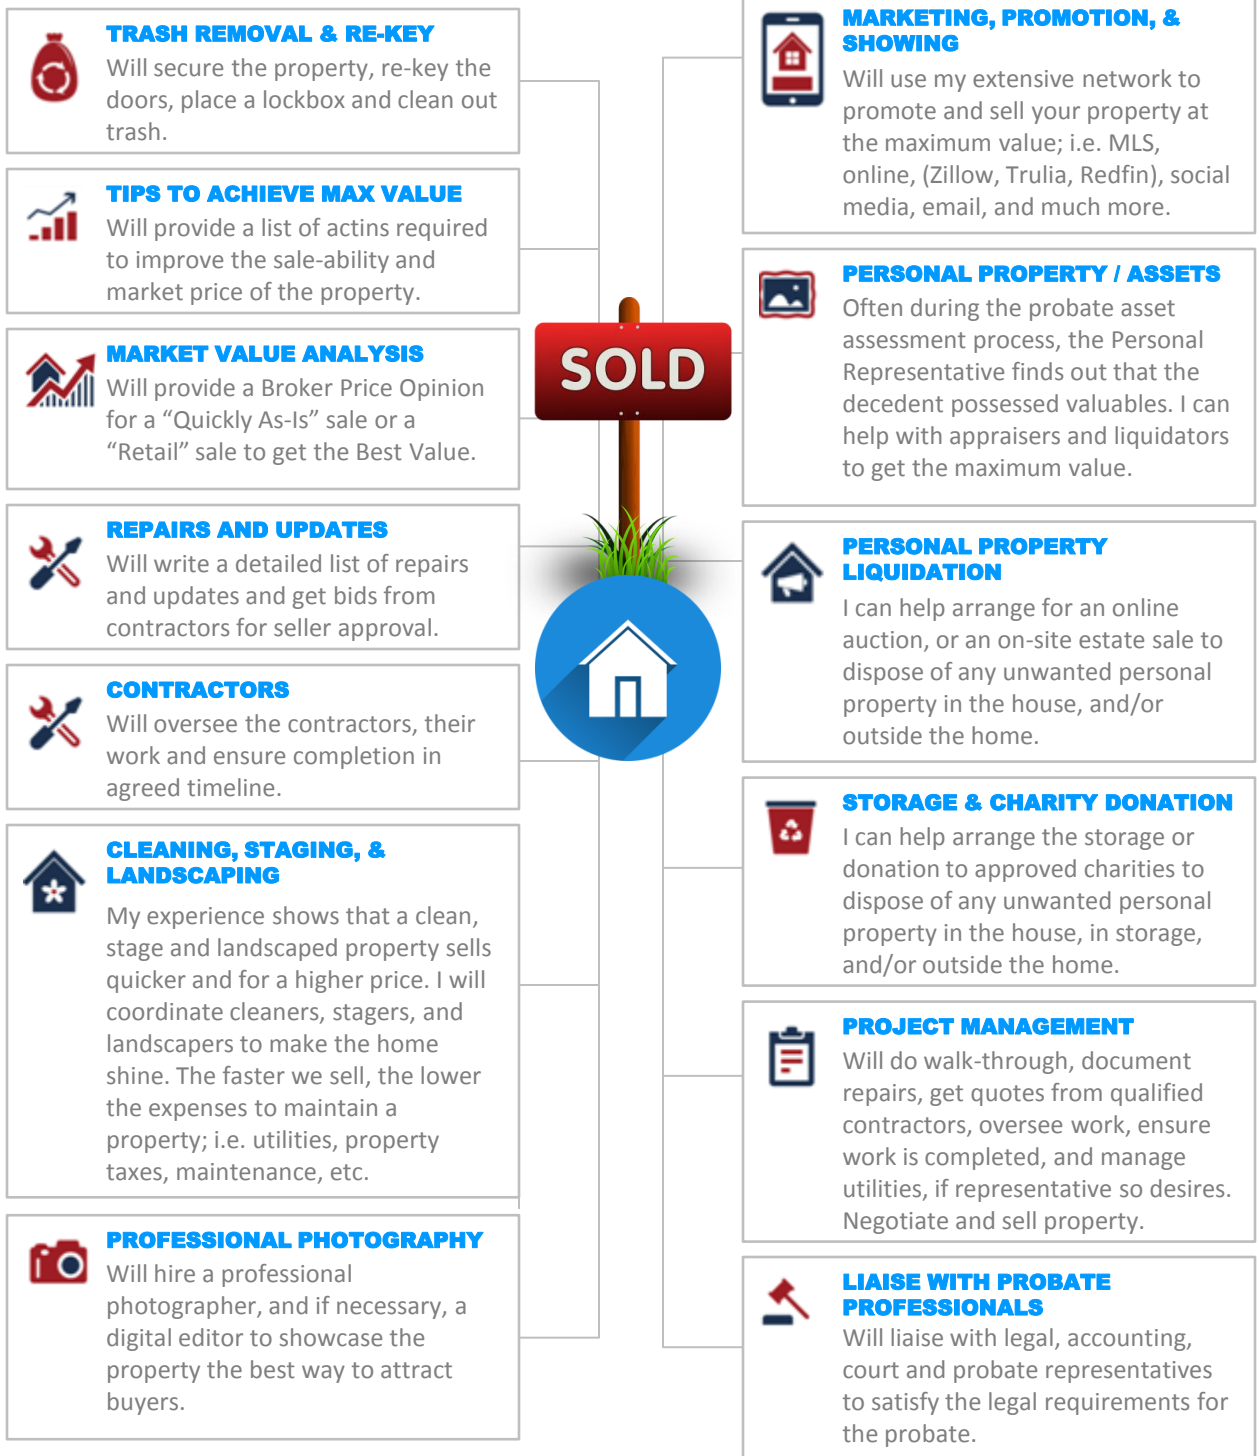 TRASH REMOVAL & RE-KEY
Will secure the property, re-key the
doors, place a lockbox and clean out
trash.
TIPS TO ACHIEVE MAX VALUE
Will provide a list of actins required
to improve the sale-ability and
market price of the property.
MARKET VALUE ANALYSIS
Will provide a Broker Price Opinion
for a “Quickly As-Is” sale or a
“Retail” sale to get the Best Value.
REPAIRS AND UPDATES
Will write a detailed list of repairs
and updates and get bids from
contractors for seller approval.
CONTRACTORS
Will oversee the contractors, their
work and ensure completion in
agreed timeline.
CLEANING, STAGING, &
LANDSCAPING
My experience shows that a clean,
stage and landscaped property sells
quicker and for a higher price. I will
coordinate cleaners, stagers, and
landscapers to make the home
shine. The faster we sell, the lower
the expenses to maintain a
property; i.e. utilities, property
taxes, maintenance, etc.
PROFESSIONAL PHOTOGRAPHY
Will hire a professional
photographer, and if necessary, a
digital editor to showcase the
property the best way to attract
buyers.
SOLD
MARKETING, PROMOTION, &
SHOWING
Will use my extensive network to
promote and sell your property at
the maximum value; i.e. MLS,
online, (Zillow, Trulia, Redfin), social
media, email, and much more.
PERSONAL PROPERTY / ASSETS
Often during the probate asset
assessment process, the Personal
Representative finds out that the
decedent possessed valuables. I can
help with appraisers and liquidators
to get the maximum value.
PERSONAL PROPERTY
LIQUIDATION
I can help arrange for an online
auction, or an on-site estate sale to
dispose of any unwanted personal
property in the house, and/or
outside the home.
STORAGE & CHARITY DONATION
I can help arrange the storage or
donation to approved charities to
dispose of any unwanted personal
property in the house, in storage,
and/or outside the home.
PROJECT MANAGEMENT
Will do walk-through, document
repairs, get quotes from qualified
contractors, oversee work, ensure
work is completed, and manage
utilities, if representative so desires.
Negotiate and sell property.
LIAISE WITH PROBATE
PROFESSIONALS
Will liaise with legal, accounting,
court and probate representatives
to satisfy the legal requirements for
the probate.